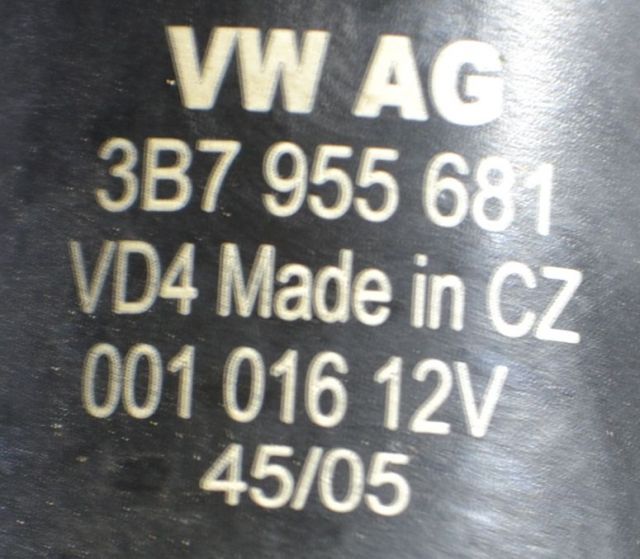 VW AG
3B7 955 681
VD4 Made in CZ
001 016 12V
45/05